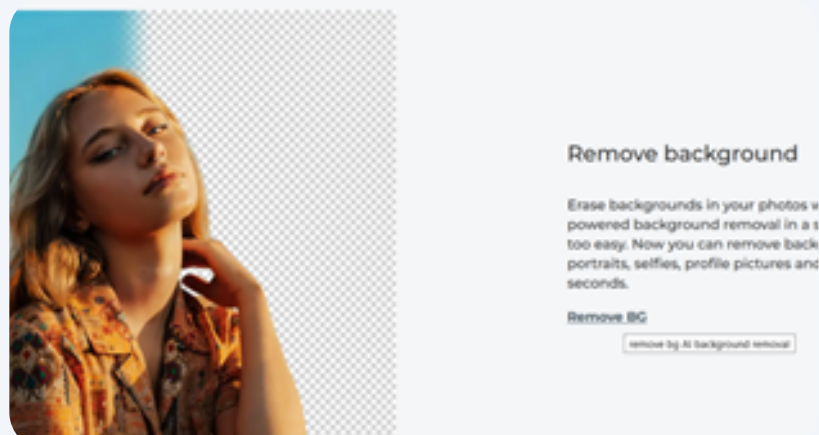 Remove background
Erase backgrounds in your photos w
powered background removal in a s
too easy. Now you can remove back
portraits, selfies, profile pictures and
seconds.
Remove BG
remove bg AI background removal